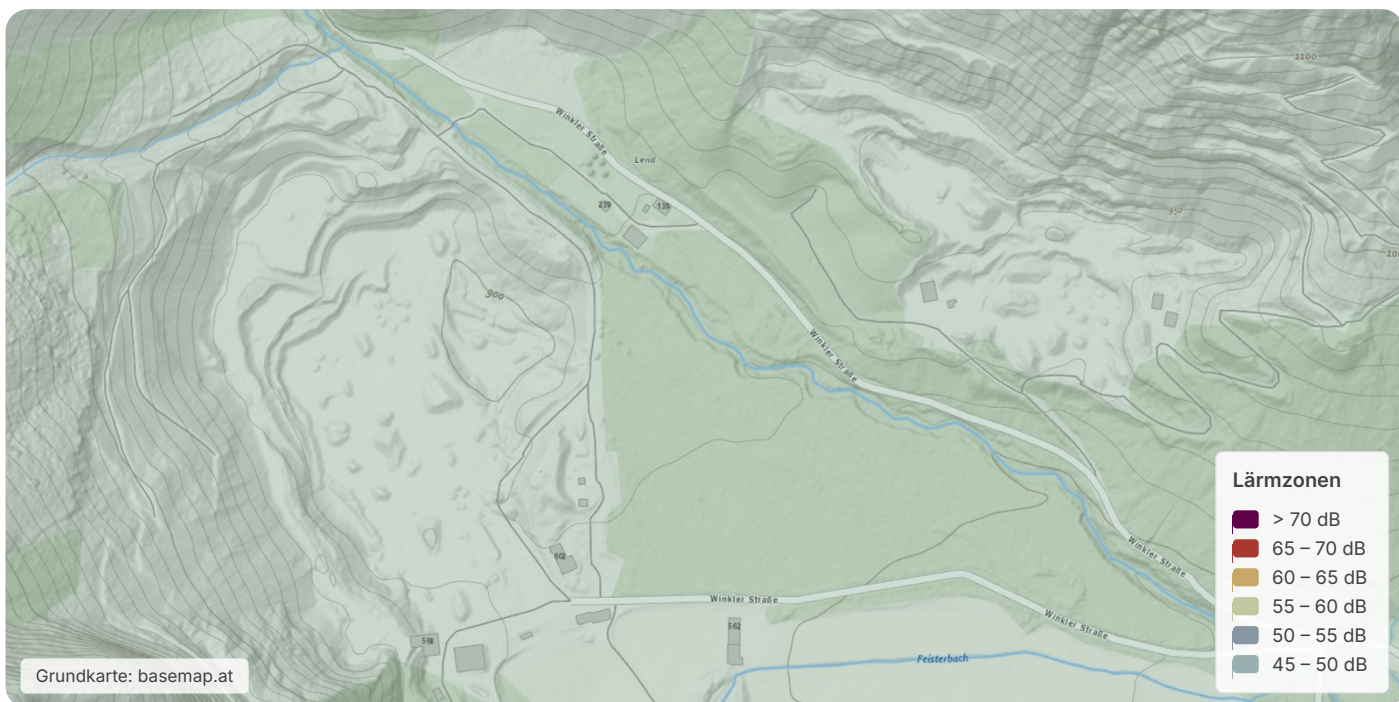 1100
Winkler Straße
Lend
239
139
950
900
Winkler Straße
602
Winkler Straße
Winkler Straße
Winkler Straße
562
568
Feisterbach
Lärmzonen
> 70 dB
65 – 70 dB
60 – 65 dB
55 – 60 dB
50 – 55 dB
45 – 50 dB
Grundkarte: basemap.at